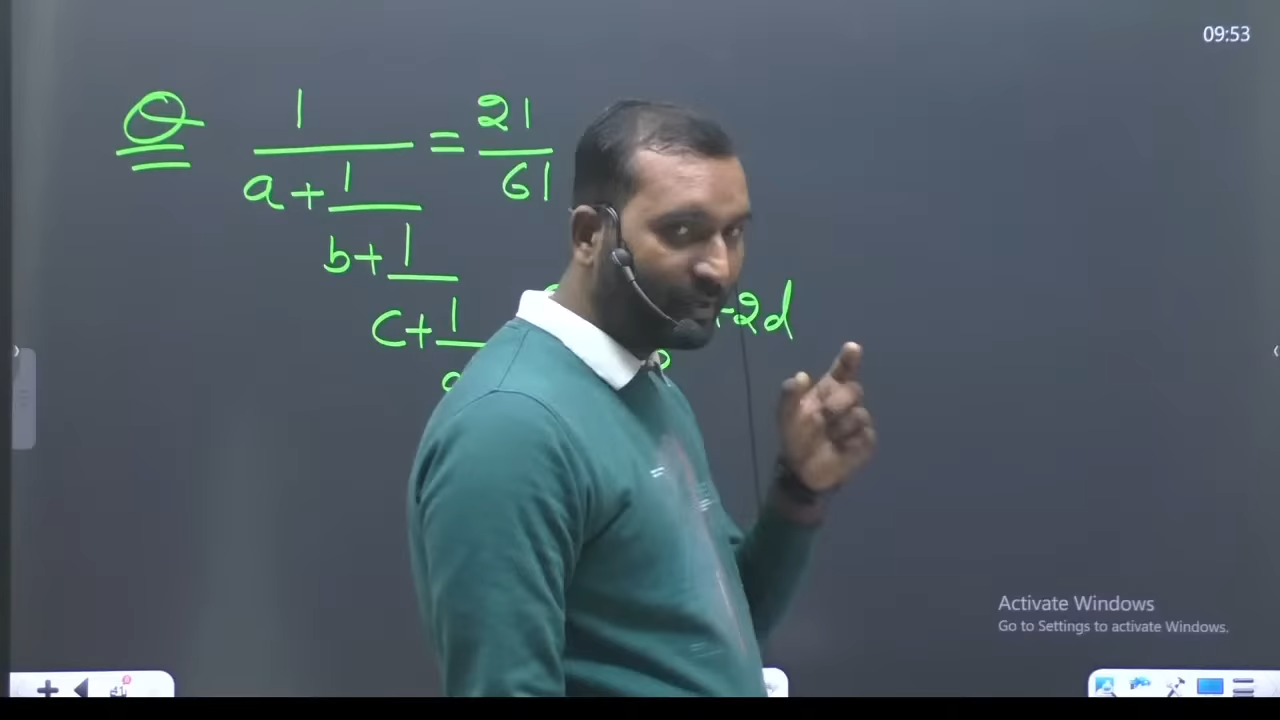 09:53
Q 1 = 21
a + 1 61
b + 1
c + 1 2d
Activate Windows
Go to Settings to activate Windows.